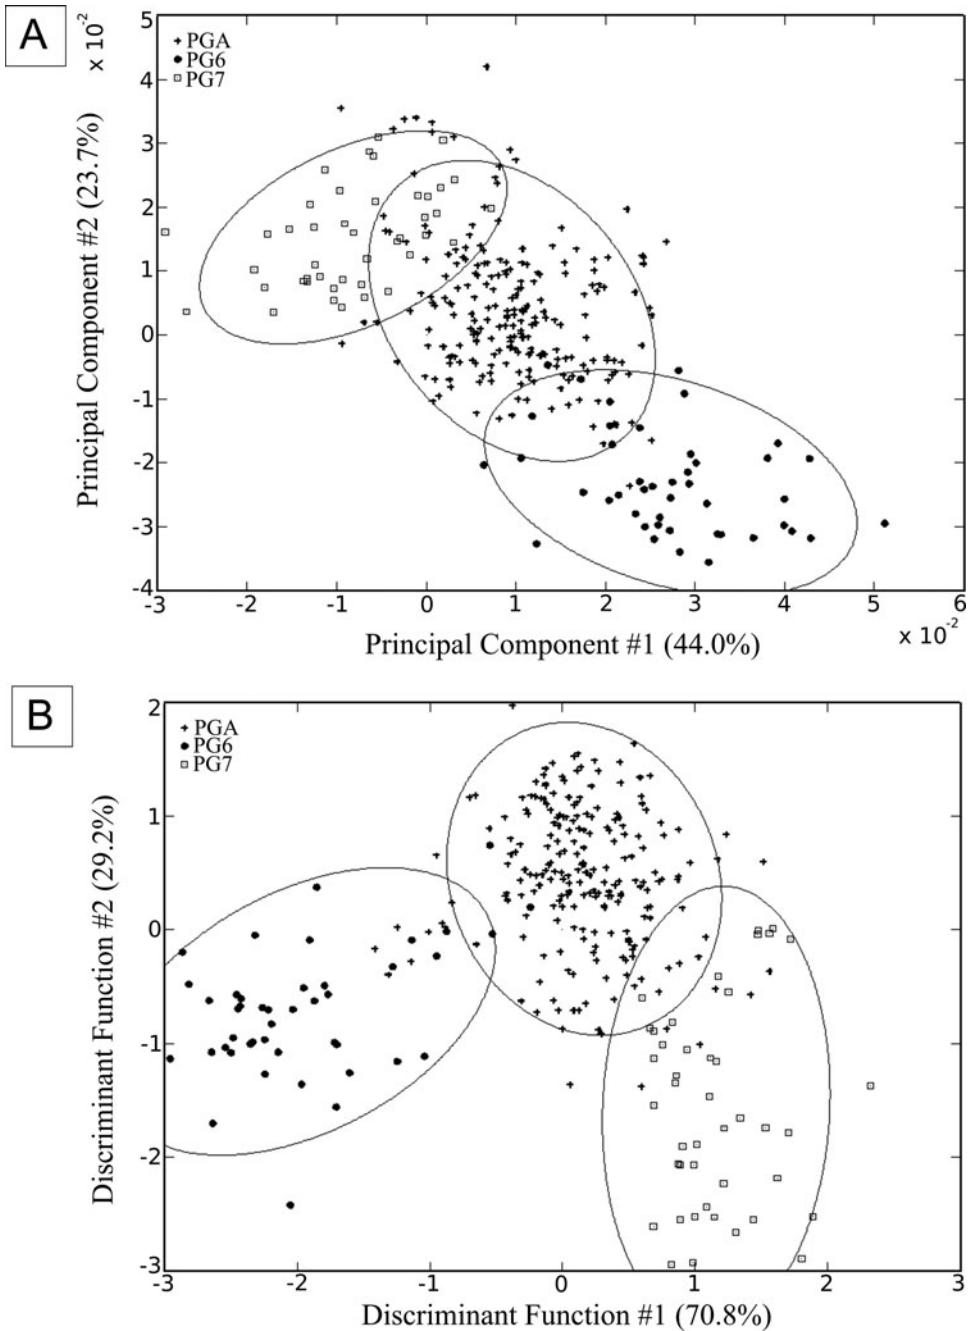 A
x 10⁻²
5
4
3
2
1
0
-1
-2
-3
-4
Principal Component #2 (23.7%)
PGA
PG6
PG7
-3 -2 -1 0 1 2 3 4 5 6
x 10⁻²
Principal Component #1 (44.0%)
B
2
1
0
-1
-2
-3
Discriminant Function #2 (29.2%)
PGA
PG6
PG7
-3 -2 -1 0 1 2 3
Discriminant Function #1 (70.8%)